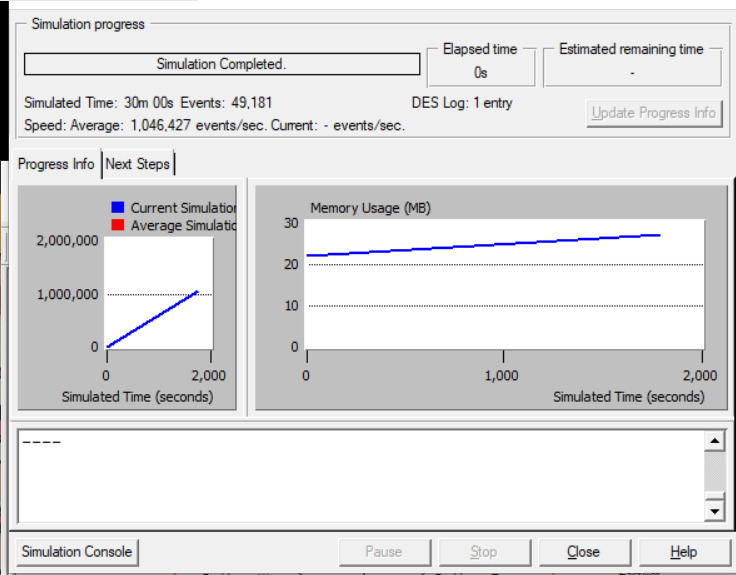 Simulation progress
Simulation Completed.
Elapsed time
0s
Estimated remaining time
-
Simulated Time: 30m 00s Events: 49,181
DES Log: 1 entry
Update Progress Info
Speed: Average: 1,046,427 events/sec. Current: - events/sec.
Progress Info
Next Steps
Current Simulation
Average Simulatic
2,000,000
1,000,000
0
0
2,000
Simulated Time (seconds)
Memory Usage (MB)
30
20
10
0
0
1,000
2,000
Simulated Time (seconds)
----
Simulation Console
Pause
Stop
Close
Help